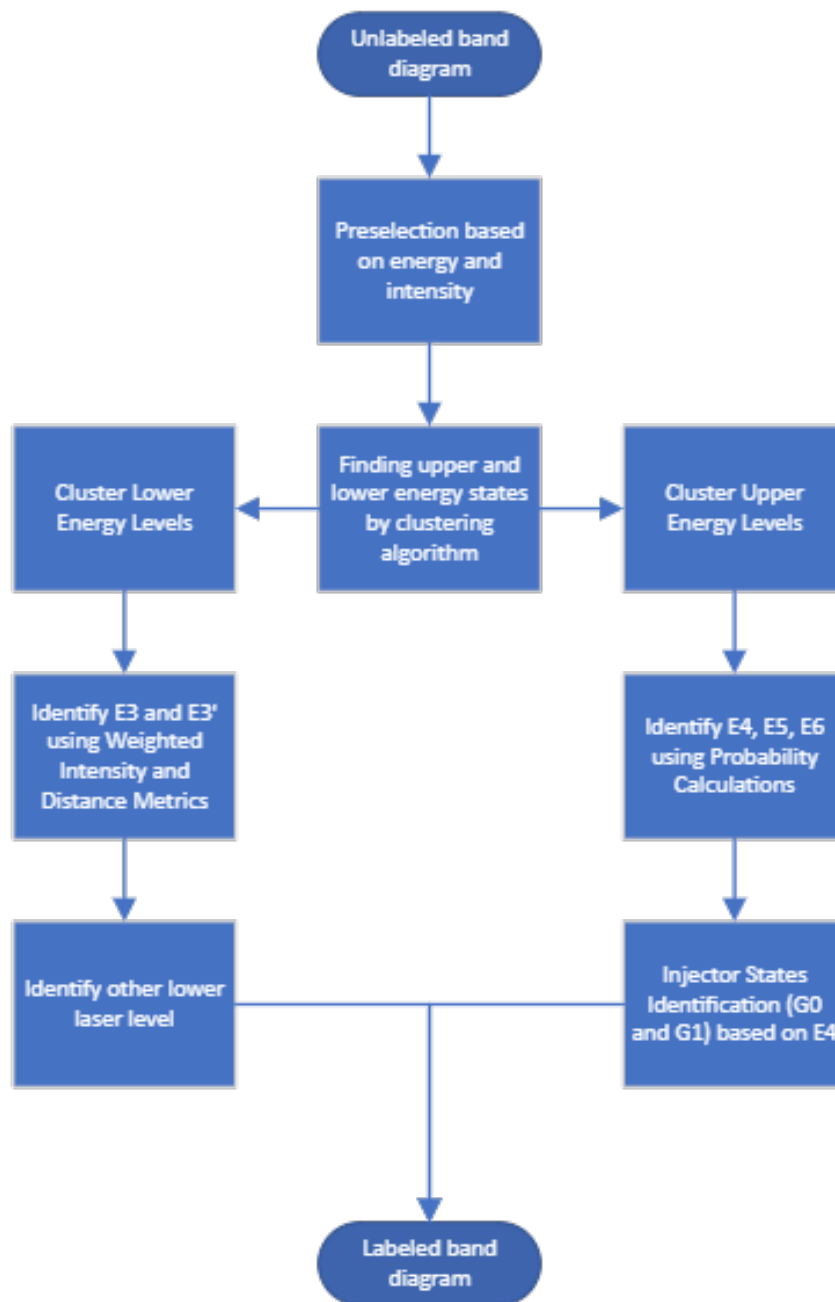 Unlabeled band
diagram
Preselection based
on energy and
intensity
Cluster Lower
Energy Levels
Finding upper and
lower energy states
by clustering
algorithm
Cluster Upper
Energy Levels
Identify E3 and E3'
using Weighted
Intensity and
Distance Metrics
Identify E4, E5, E6
using Probability
Calculations
Identify other lower
laser level
Injector States
Identification (G0
and G1) based on E4
Labeled band
diagram